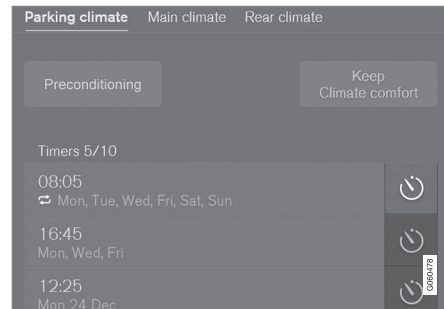 Parking climate Main climate Rear climate
Preconditioning
Keep
Climate comfort
Timers 5/10
08:05
Mon, Tue, Wed, Fri, Sat, Sun
16:45
Mon, Wed, Fri
12:25
Mon 24 Dec
G060478